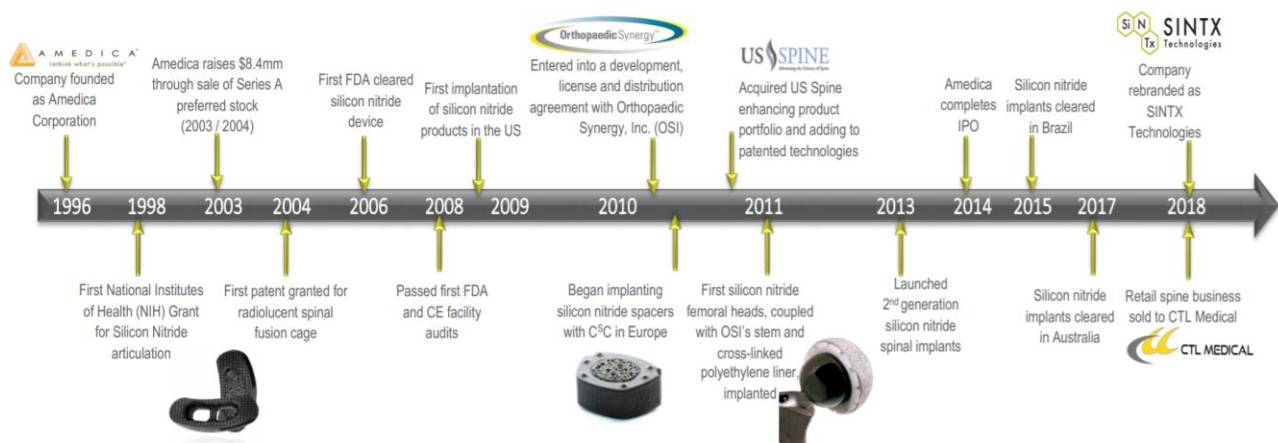 AMEDICA
rethink what's possible
Company founded
as Amedica
Corporation
Amedica raises $8.4mm
through sale of Series A
preferred stock
(2003 / 2004)
First FDA cleared
silicon nitride
device
First implantation
of silicon nitride
products in the US
OrthopaedicSynergy
Entered into a development,
license and distribution
agreement with Orthopaedic
Synergy, Inc. (OSI)
US SPINE
Advancing the Science of Spine
Acquired US Spine
enhancing product
portfolio and adding to
patented technologies
Amedica
completes
IPO
Silicon nitride
implants cleared
in Brazil
Si N Tx
SINTX
Technologies
Company
rebranded as
SINTX
Technologies
1996 1998 2003 2004 2006 2008 2009 2010 2011 2013 2014 2015 2017 2018
First National Institutes
of Health (NIH) Grant
for Silicon Nitride
articulation
First patent granted for
radiolucent spinal
fusion cage
Passed first FDA
and CE facility
audits
Began implanting
silicon nitride spacers
with CSC in Europe
First silicon nitride
femoral heads, coupled
with OSI's stem and
cross-linked
polyethylene liner,
implanted
Launched
2nd generation
silicon nitride
spinal implants
Silicon nitride
implants cleared
in Australia
Retail spine business
sold to CTL Medical
CTL MEDICAL